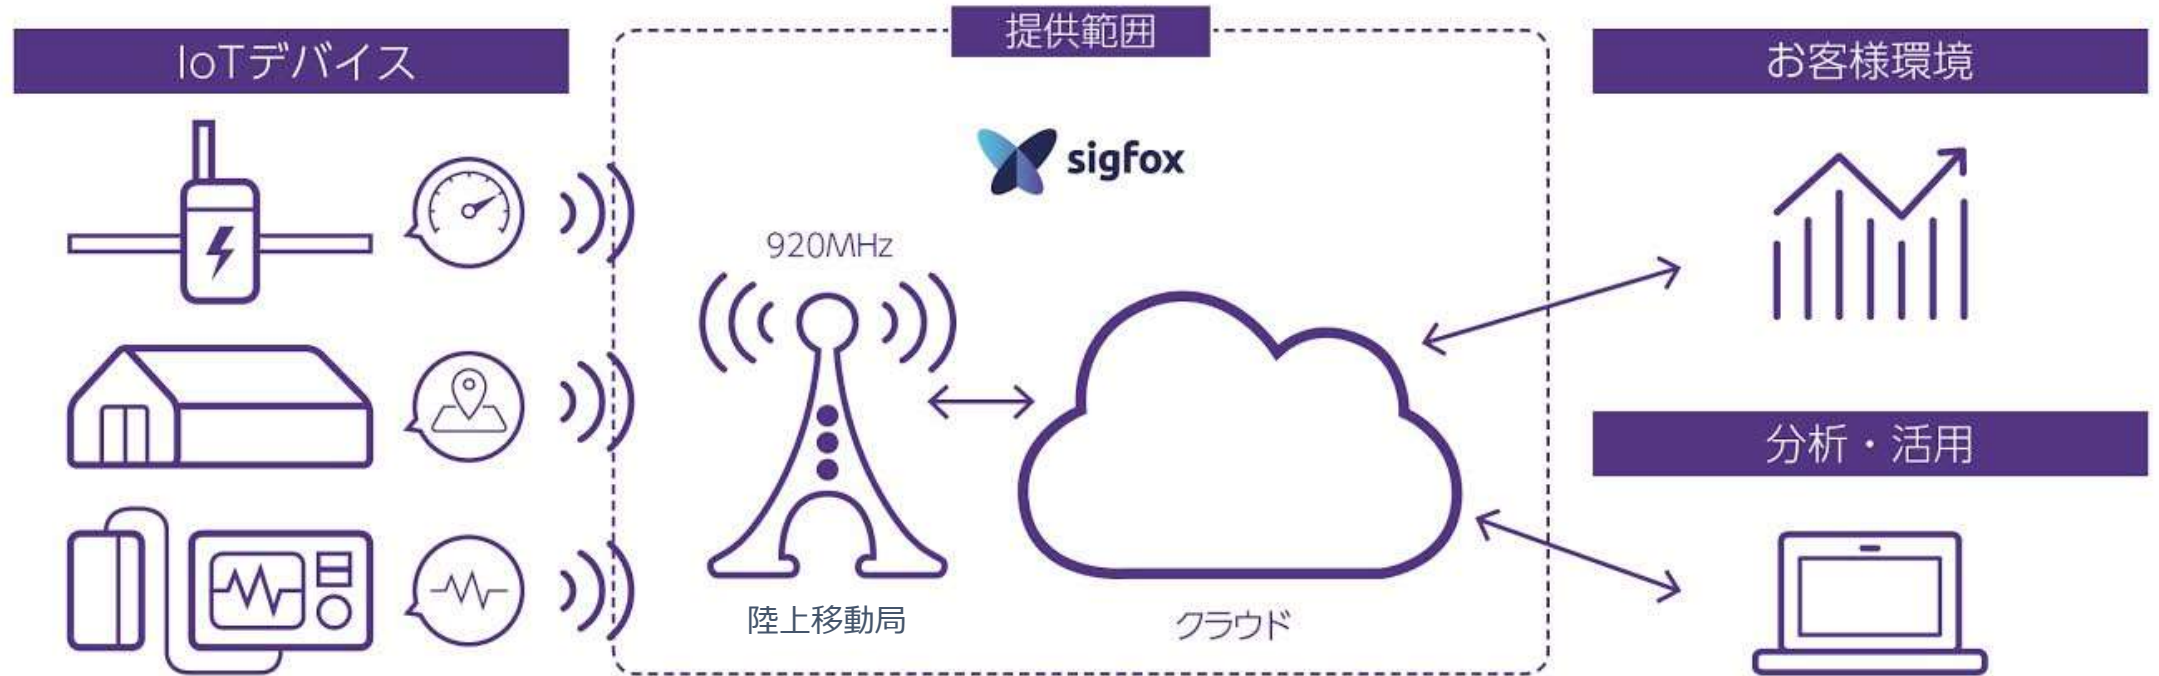 IoTデバイス
提供範囲
sigfox
920MHz
陸上移動局
クラウド
お客様環境
分析・活用